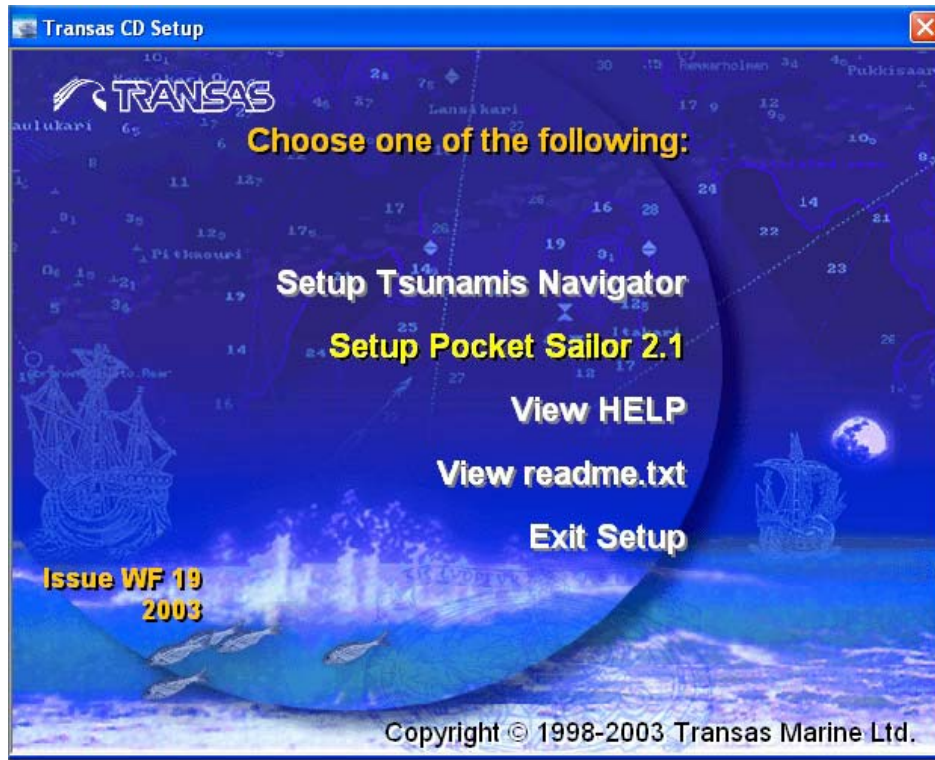 Transas CD Setup
TRANSAS
Choose one of the following:
Setup Tsunamis Navigator
Setup Pocket Sailor 2.1
View HELP
View readme.txt
Exit Setup
Issue WF 19
2003
Copyright © 1998-2003 Transas Marine Ltd.